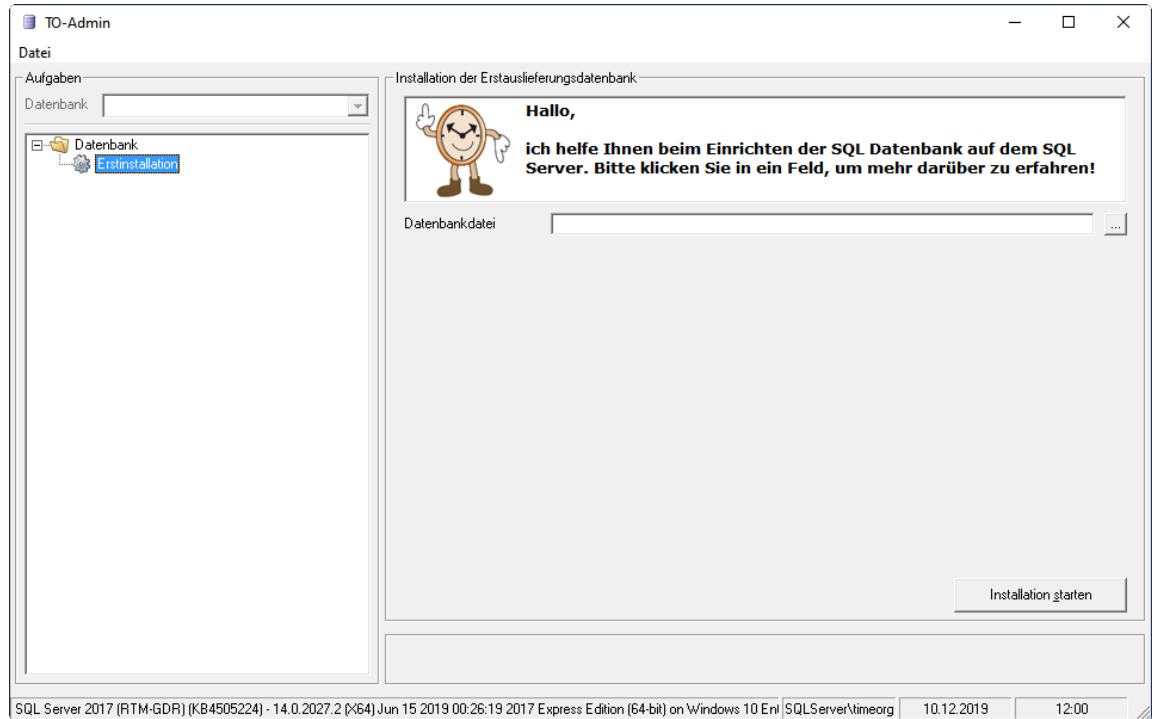 TO-Admin
Datei
Aufgaben
Datenbank
Datenbank
Erstinstallation
Installation der Erstauslieferungsdatenbank
Hallo,
ich helfe Ihnen beim Einrichten der SQL Datenbank auf dem SQL
Server. Bitte klicken Sie in ein Feld, um mehr darüber zu erfahren!
Datenbankdatei
...
Installation starten
SQL Server 2017 (RTM-GDR) (KB4505224) - 14.0.2027.2 (X64) Jun 15 2019 00:26:19 2017 Express Edition (64-bit) on Windows 10 En
SQLServer\timeorg
10.12.2019
12:00